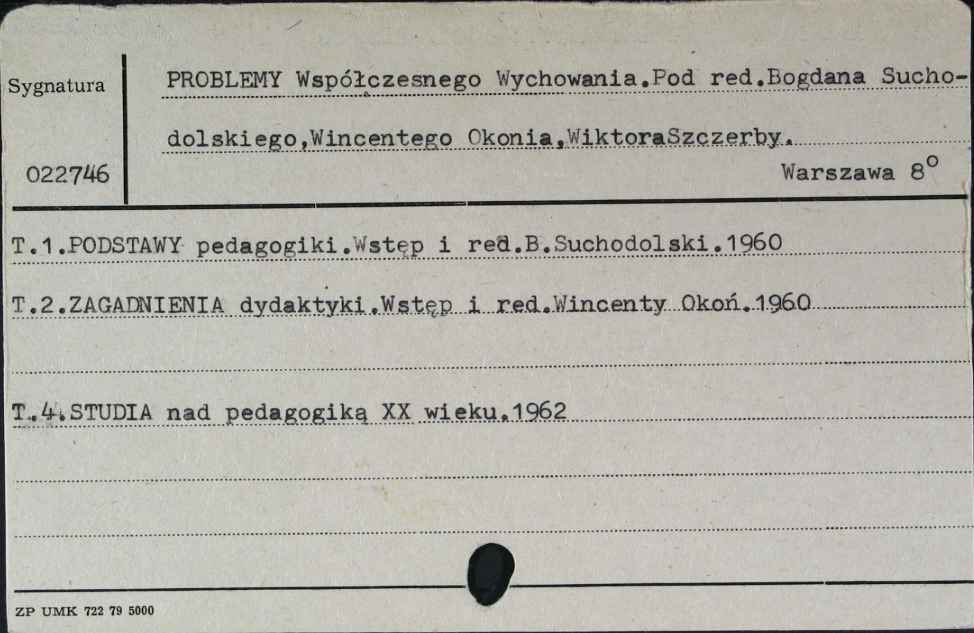 Sygnatura
PROBLEMY Współczesnego Wychowania.Pod red.Bogdana Sucho-
dolskiego,Wincentego Okonia,WiktoraSzczerby.
022746
Warszawa 8°
T.1.PODSTAWY pedagogiki.Wstęp i red.B.Suchodolski.1960
T.2.ZAGADNIENIA dydaktyki.Wstęp i red.Wincenty Okoń.1960
T.4.STUDIA nad pedagogiką XX wieku.1962
ZP UMK 722 79 5000